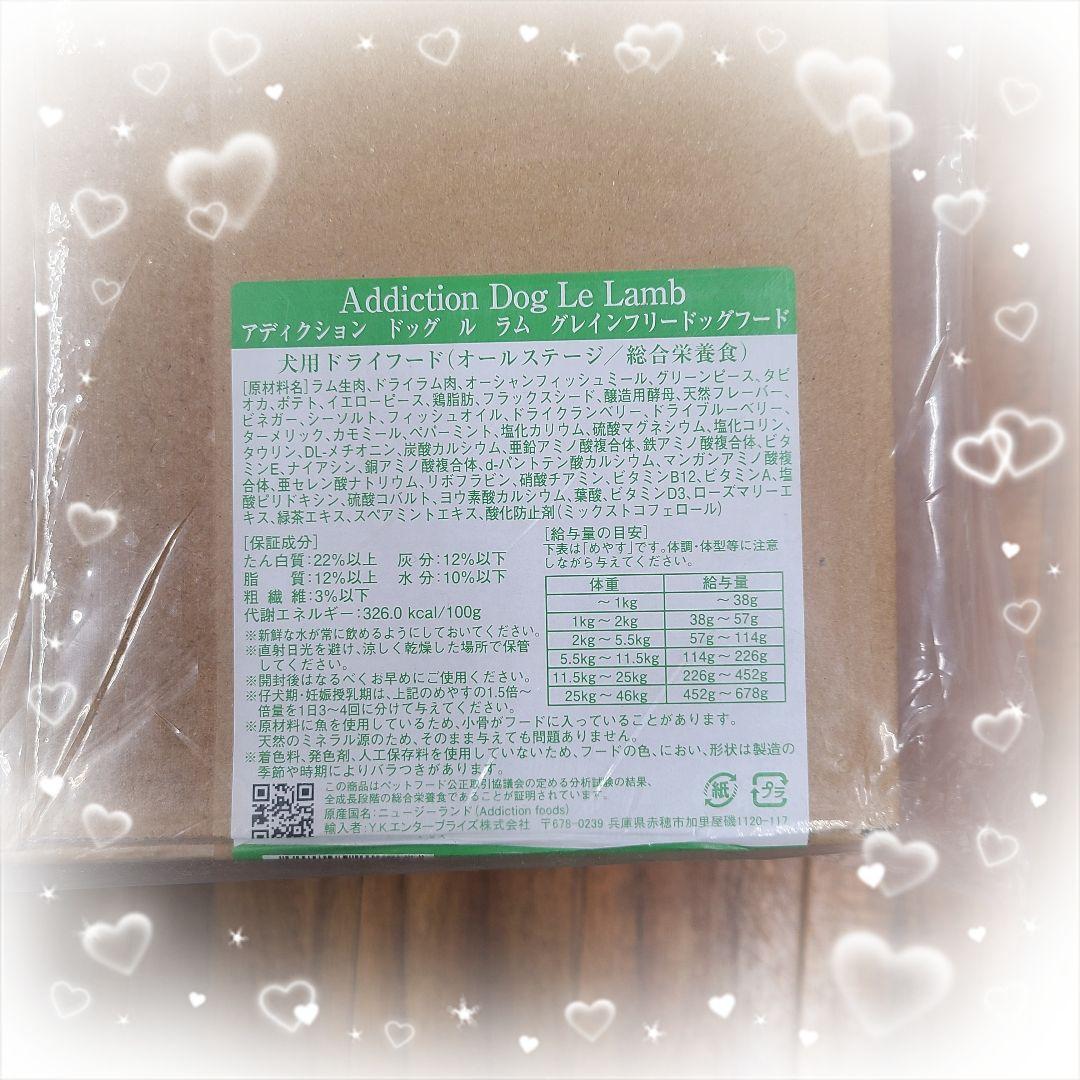 Addiction Dog Le Lamb
アディクション ドッグ ル ラム グレインフリードッグフード
犬用ドライフード(オールステージ/総合栄養食)
[原材料名]ラム生肉、ドライラム肉、オーシャンフィッシュミール、グリーンピース、タピ
オカ、ポテト、イエローピース、鶏脂肪、フラックスシード、醸造用酵母、天然フレーバー、
ビネガー、シーソルト、フィッシュオイル、ドライクランベリー、ドライブルーベリー、
ターメリック、カモミール、ペパーミント、塩化カリウム、硫酸マグネシウム、塩化コリン、
タウリン、DL-メチオニン、炭酸カルシウム、亜鉛アミノ酸複合体、鉄アミノ酸複合体、ビタ
ミンE、ナイアシン、銅アミノ酸複合体、d-パントテン酸カルシウム、マンガンアミノ酸複
合体、亜セレン酸ナトリウム、リボフラビン、硝酸チアミン、ビタミンB12、ビタミンA、塩
酸ピリドキシン、硫酸コバルト、ヨウ素酸カルシウム、葉酸、ビタミンD3、ローズマリーエ
キス、緑茶エキス、スペアミントエキス、酸化防止剤(ミックストコフェロール)
[保証成分]
たん白質:22%以上 灰分:12%以下
脂 質:12%以上 水分:10%以下
粗繊維:3%以下
代謝エネルギー:326.0 kcal/100g
[給与量の目安]
下表は「めやす」です。体調・体型等に注意
しながら与えてください。
体重 給与量
~1kg ~38g
1kg~2kg 38g~57g
2kg~5.5kg 57g~114g
5.5kg~11.5kg 114g~226g
11.5kg~25kg 226g~452g
25kg~46kg 452g~678g
※新鮮な水が常に飲めるようにしておいてください。
※直射日光を避け、涼しく乾燥した場所で保管
してください。
※開封後はなるべくお早めにご使用ください。
※仔犬期・妊娠授乳期は、上記のめやすの1.5倍~
倍量を1日3~4回に分けて与えてください。
※原材料に魚を使用しているため、小骨がフードに入っていることがあります。
天然のミネラル源のため、そのまま与えても問題ありません。
※着色料、発色剤、人工保存料を使用していないため、フードの色、におい、形状は製造の
季節や時期によりバラつきがあります。
この商品はペットフード公正取引協議会の定める分析試験の結果、
全成長段階の総合栄養食であることが証明されています。
原産国名:ニュージーランド(Addiction foods)
輸入者:YKエンタープライズ株式会社 〒678-0239 兵庫県赤穂市加里屋磯1120-117
紙
プラ